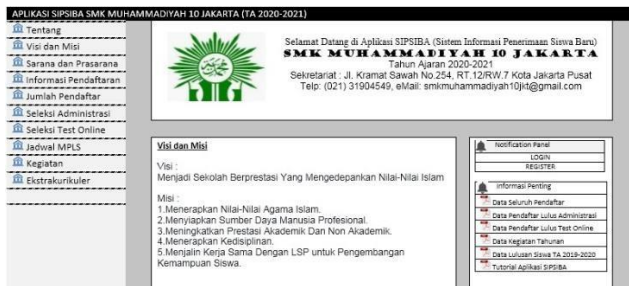 APLIKASI SIPSIBA SMK MUHAMMADIYAH 10 JAKARTA (TA 2020-2021)
Tentang
Visi dan Misi
Sarana dan Prasarana
Informasi Pendaftaran
Jumlah Pendaftar
Seleksi Administrasi
Seleksi Test Online
Jadwal MPLS
Kegiatan
Ekstrakurikuler
Selamat Datang di Aplikasi SIPSIBA (Sistem Informasi Penerimaan Siswa Baru)
SMK MUHAMMADIYAH 10 JAKARTA
Tahun Ajaran 2020-2021
Sekretariat : Jl. Kramat Sawah No.254, RT.12/RW.7 Kota Jakarta Pusat
Telp: (021) 31904549, eMail: smkmuhammadiyah10jkt@gmail.com
Visi dan Misi
Visi :
Menjadi Sekolah Berprestasi Yang Mengedepankan Nilai-Nilai Islam
Misi :
1.Menerapkan Nilai-Nilai Agama Islam.
2.Menyiapkan Sumber Daya Manusia Profesional.
3.Meningkatkan Prestasi Akademik Dan Non Akademik.
4.Menerapkan Kedisiplinan.
5.Menjalin Kerja Sama Dengan LSP untuk Pengembangan
Kemampuan Siswa.
Notification Panel
LOGIN
REGISTER
Informasi Penting
Data Seluruh Pendaftar
Data Pendaftar Lulus Administrasi
Data Pendaftar Lulus Test Online
Data Kegiatan Tahunan
Data Lulusan Siswa TA 2019-2020
Tutorial Aplikasi SIPSIBA